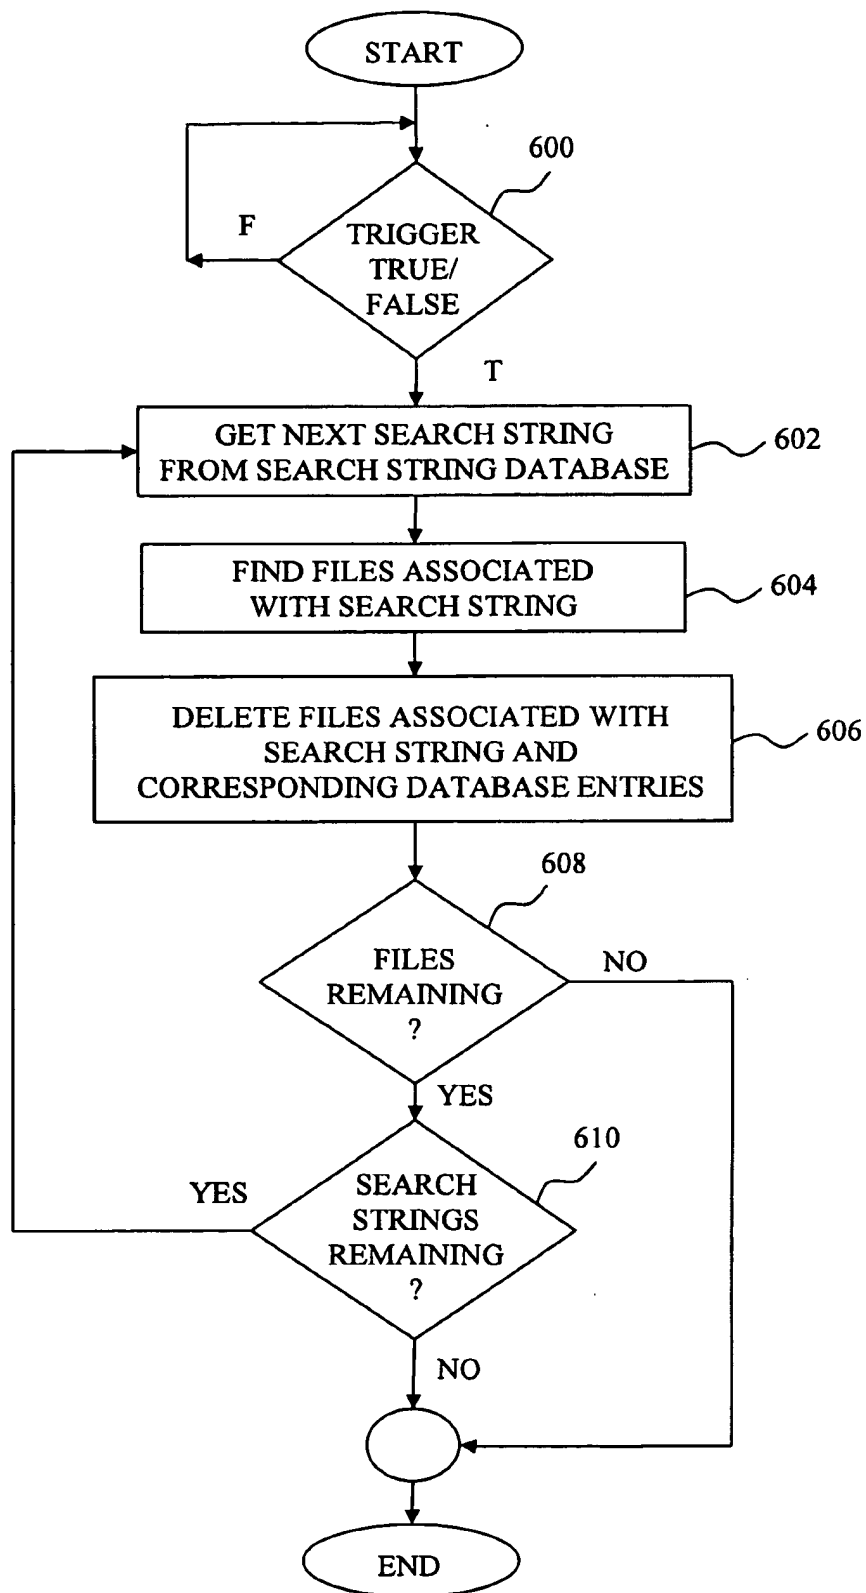 START
600
F
TRIGGER
TRUE/
FALSE
T
GET NEXT SEARCH STRING
FROM SEARCH STRING DATABASE
602
FIND FILES ASSOCIATED
WITH SEARCH STRING
604
DELETE FILES ASSOCIATED WITH
SEARCH STRING AND
CORRESPONDING DATABASE ENTRIES
606
608
FILES
REMAINING
?
NO
YES
610
YES
SEARCH
STRINGS
REMAINING
?
NO
END